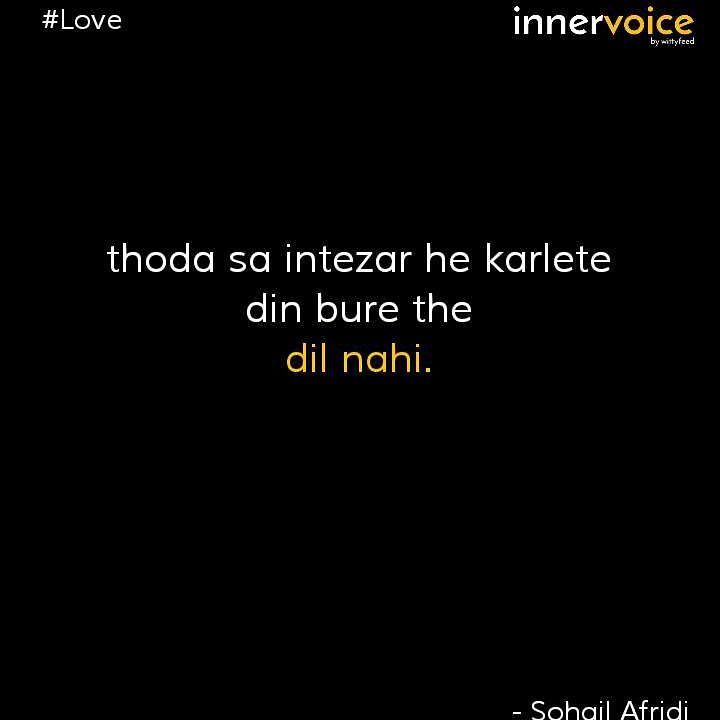 #Love
innervoice
by wittyfeed
thoda sa intezar he karlete
din bure the
dil nahi.
- Sohail Afridi